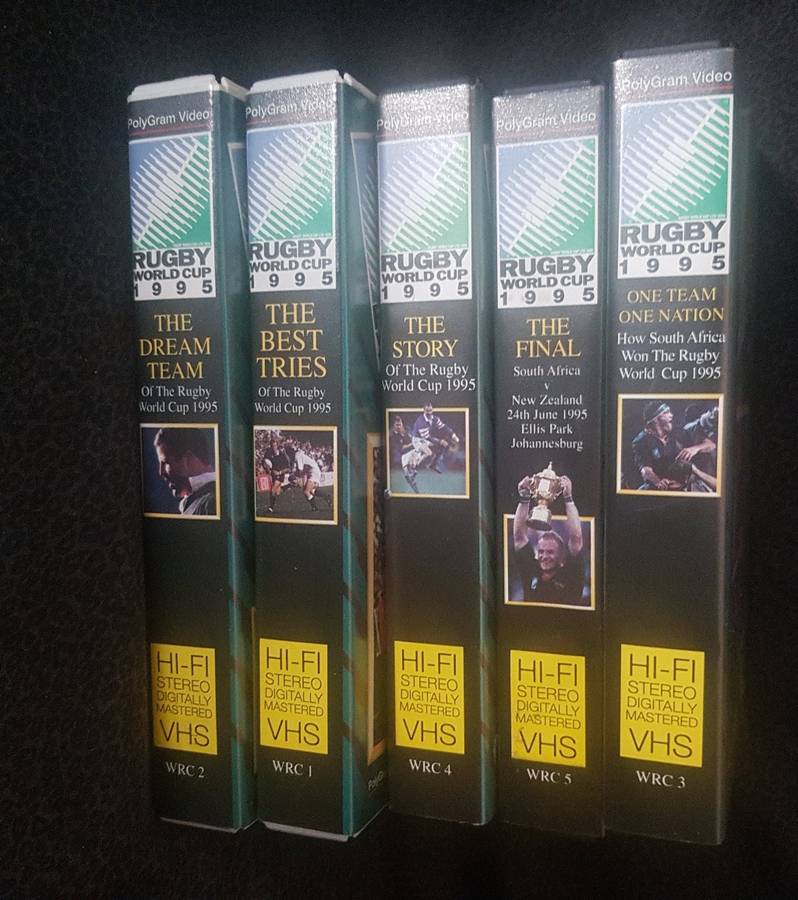 PolyGram Video
RUGBY
WORLD CUP
1995
THE
DREAM
TEAM
Of The Rugby
World Cup 1995
HI-FI
STEREO
DIGITALLY
MASTERED
VHS
WRC 2
PolyGram Video
RUGBY
WORLD CUP
1995
THE
BEST
TRIES
Of The Rugby
World Cup 1995
HI-FI
STEREO
DIGITALLY
MASTERED
VHS
WRC 1
PolyGram Video
RUGBY
WORLD CUP
1995
THE
STORY
Of The Rugby
World Cup 1995
HI-FI
STEREO
DIGITALLY
MASTERED
VHS
WRC 4
PolyGram Video
RUGBY
WORLD CUP
1995
THE
FINAL
South Africa
v
New Zealand
24th June 1995
Ellis Park
Johannesburg
HI-FI
STEREO
DIGITALLY
MASTERED
VHS
WRC 5
PolyGram Video
RUGBY
WORLD CUP
1995
ONE TEAM
ONE NATION
How South Africa
Won The Rugby
World Cup 1995
HI-FI
STEREO
DIGITALLY
MASTERED
VHS
WRC 3